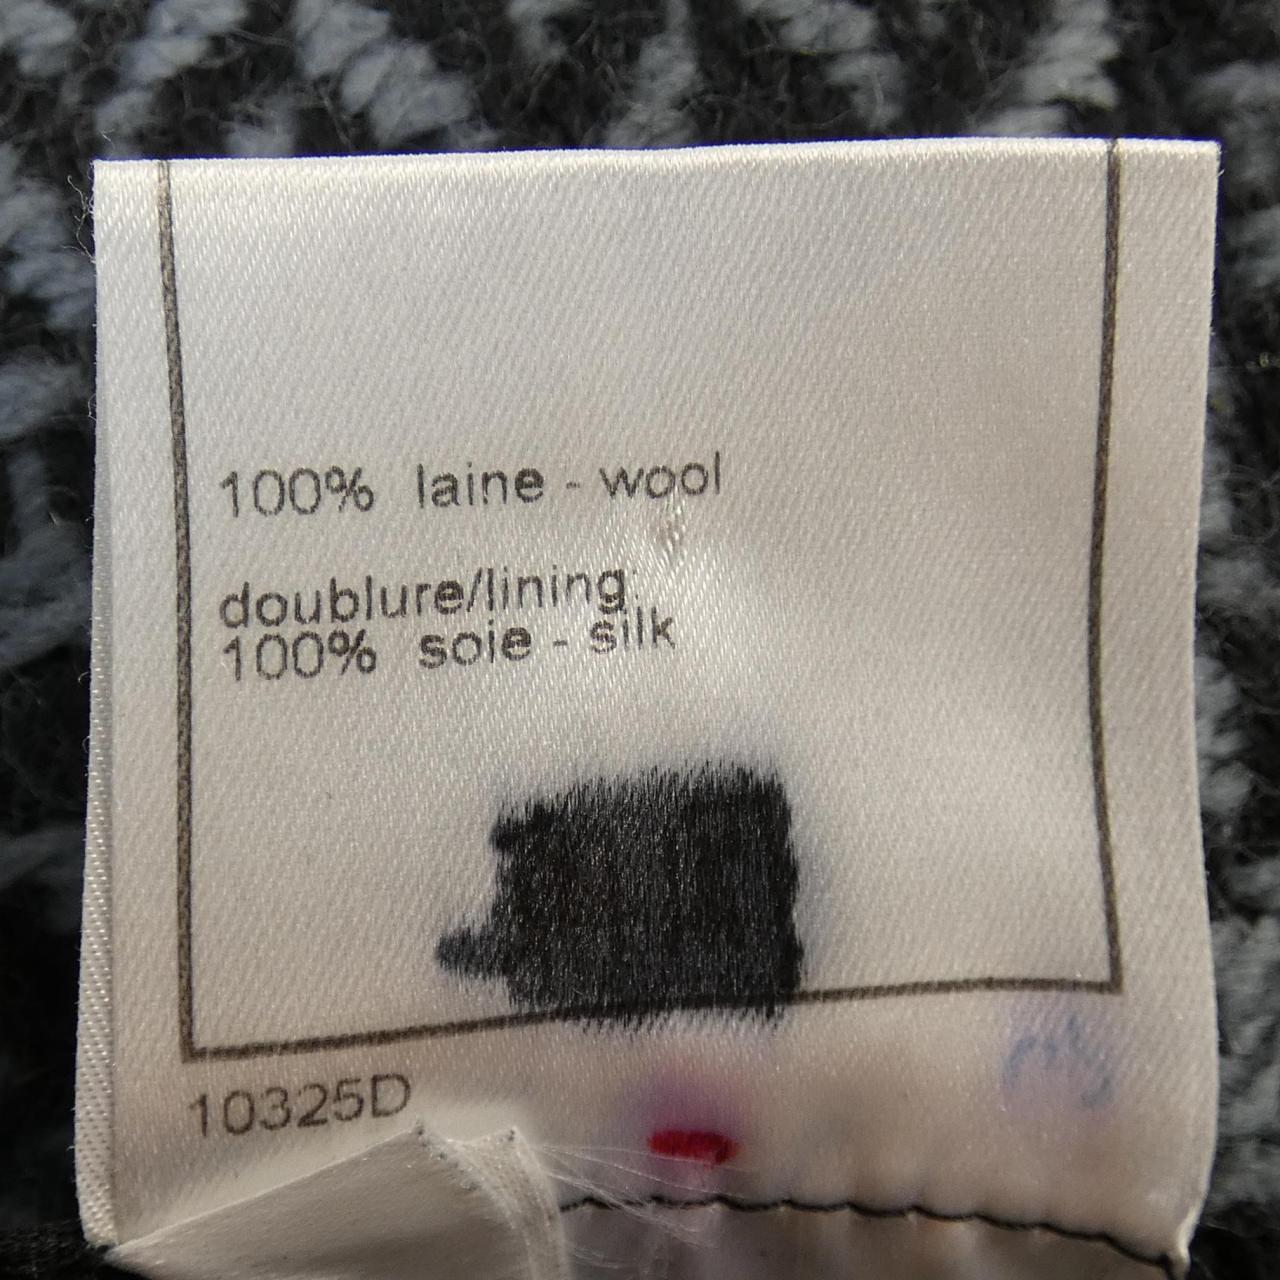 100% laine - wool
doublure/lining:
100% soie - silk
10325D